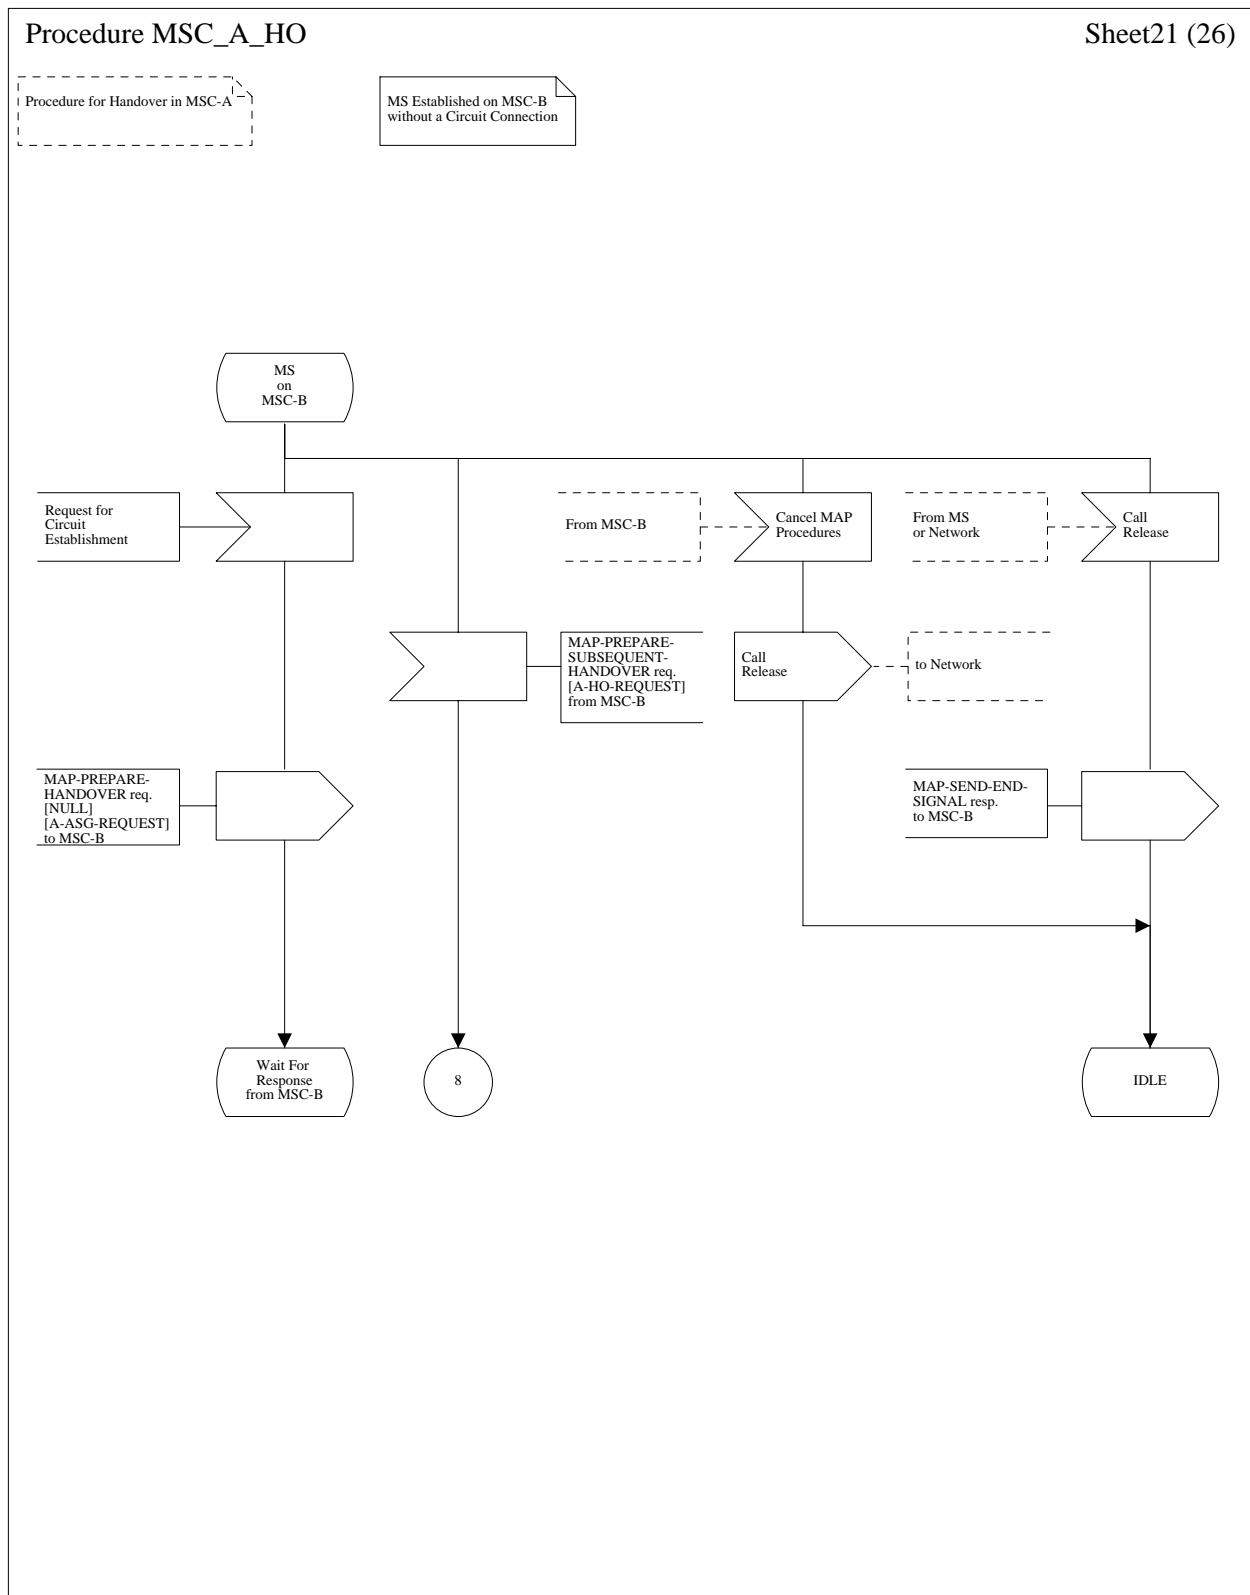 Procedure MSC_A_HO
Sheet21 (26)
Procedure for Handover in MSC-A
MS Established on MSC-B
without a Circuit Connection
MS
on
MSC-B
Request for
Circuit
Establishment
From MSC-B
Cancel MAP
Procedures
From MS
or Network
Call
Release
MAP-PREPARE-
SUBSEQUENT-
HANDOVER req.
[A-HO-REQUEST]
from MSC-B
Call
Release
to Network
MAP-PREPARE-
HANDOVER req.
[NULL]
[A-ASG-REQUEST]
to MSC-B
MAP-SEND-END-
SIGNAL resp.
to MSC-B
Wait For
Response
from MSC-B
8
IDLE